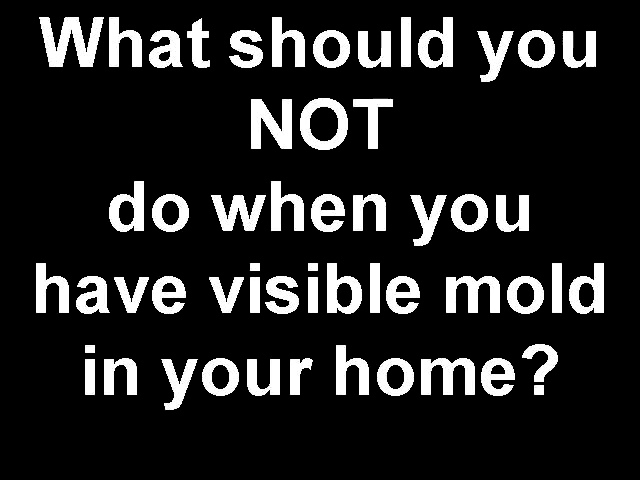 What should you
NOT
do when you
have visible mold
in your home?